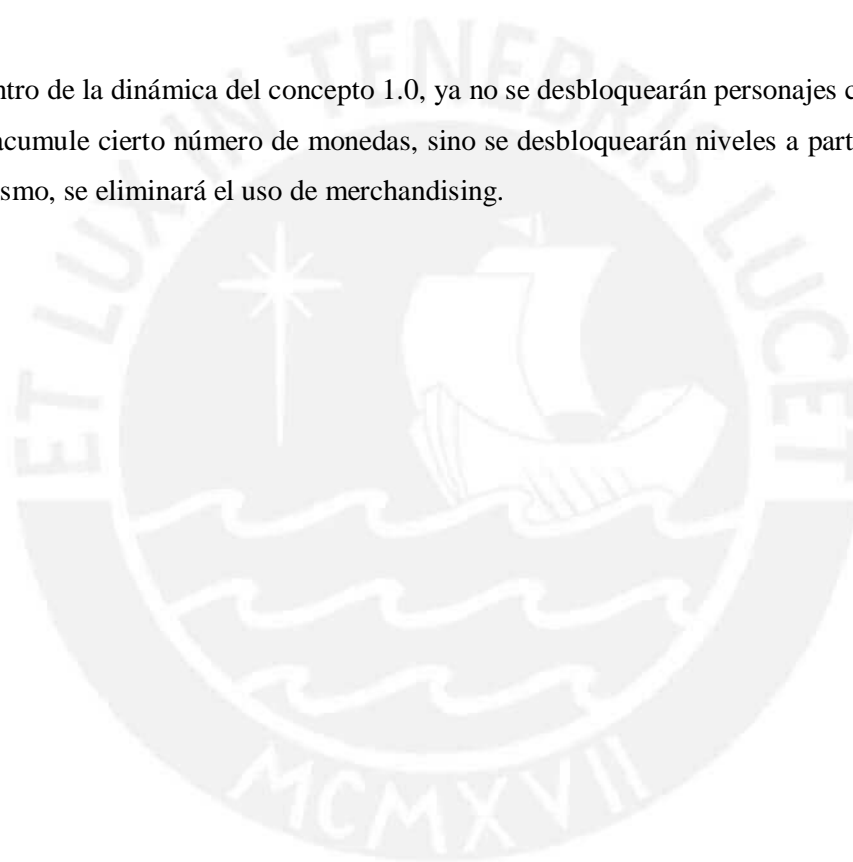 ntro de la dinámica del concepto 1.0, ya no se desbloquearán personajes c
acumule cierto número de monedas, sino se desbloquearán niveles a part
ismo, se eliminará el uso de merchandising.
ET LUX IN TENEBRIS LUCET
MCMXVII